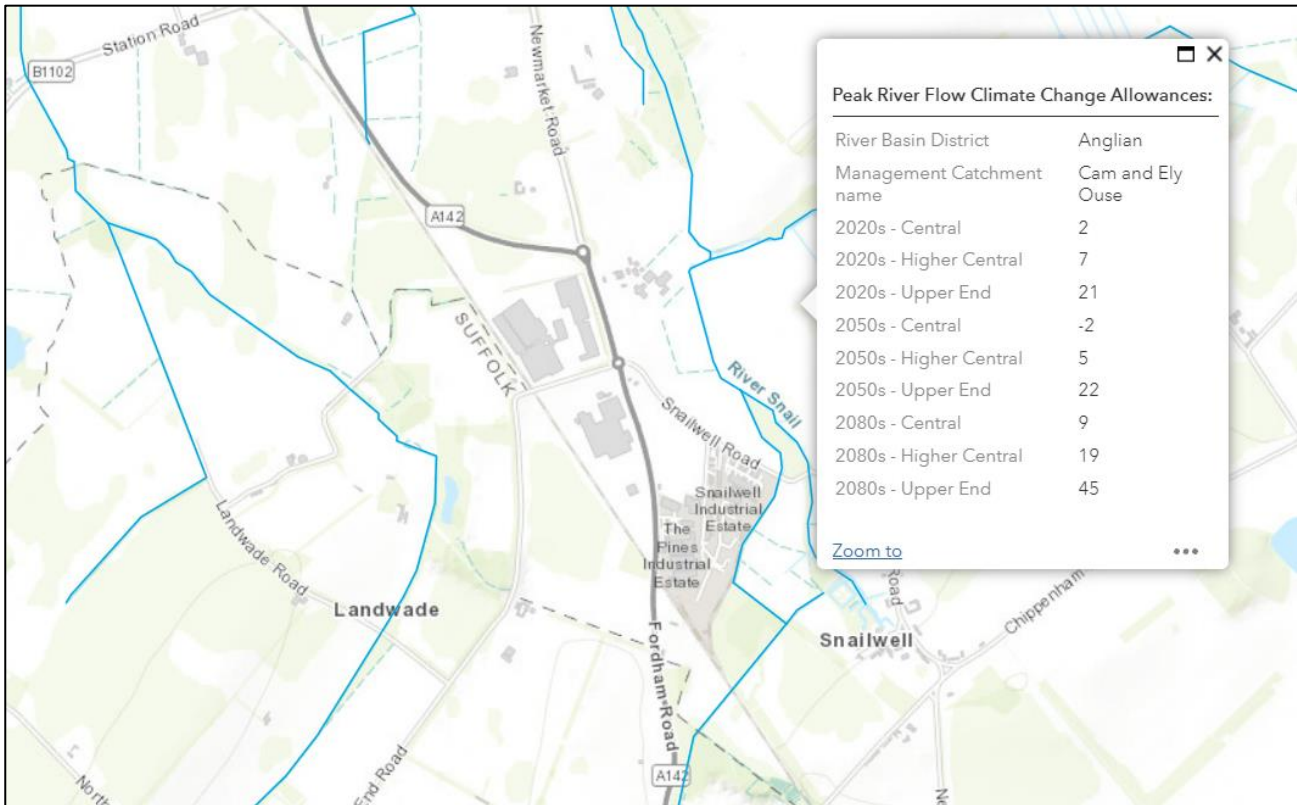 Station Road
B1102
Newmarket Road
A142
SUFFOLK
River Snail
Snailwell Road
Snailwell
Industrial
Estate
The
Pines
Industrial
Estate
Landwade Road
Landwade
Fordham Road
Snailwell
Road
Chippenham
A142
End Road
North
Ne
Peak River Flow Climate Change Allowances:
River Basin District Anglian
Management Catchment Cam and Ely
name Ouse
2020s - Central 2
2020s - Higher Central 7
2020s - Upper End 21
2050s - Central -2
2050s - Higher Central 5
2050s - Upper End 22
2080s - Central 9
2080s - Higher Central 19
2080s - Upper End 45
Zoom to